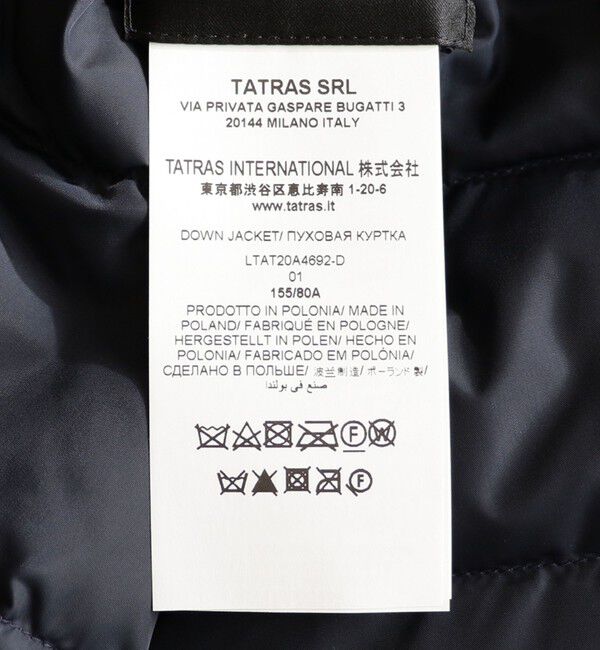 TATRAS SRL
VIA PRIVATA GASPARE BUGATTI 3
20144 MILANO ITALY
TATRAS INTERNATIONAL 株式会社
東京都渋谷区恵比寿南 1-20-6
www.tatras.it
DOWN JACKET/ ПУХОВАЯ КУРТКА
LTAT20A4692-D
01
155/80A
PRODOTTO IN POLONIA/ MADE IN
POLAND/ FABRIQUÉ EN POLOGNE/
HERGESTELLT IN POLEN/ HECHO EN
POLONIA/ FABRICADO EM POLÓNIA/
СДЕЛАНО В ПОЛЬШЕ/ 波兰制造/ ポーランド製/
صنع في بولندا
F W
F